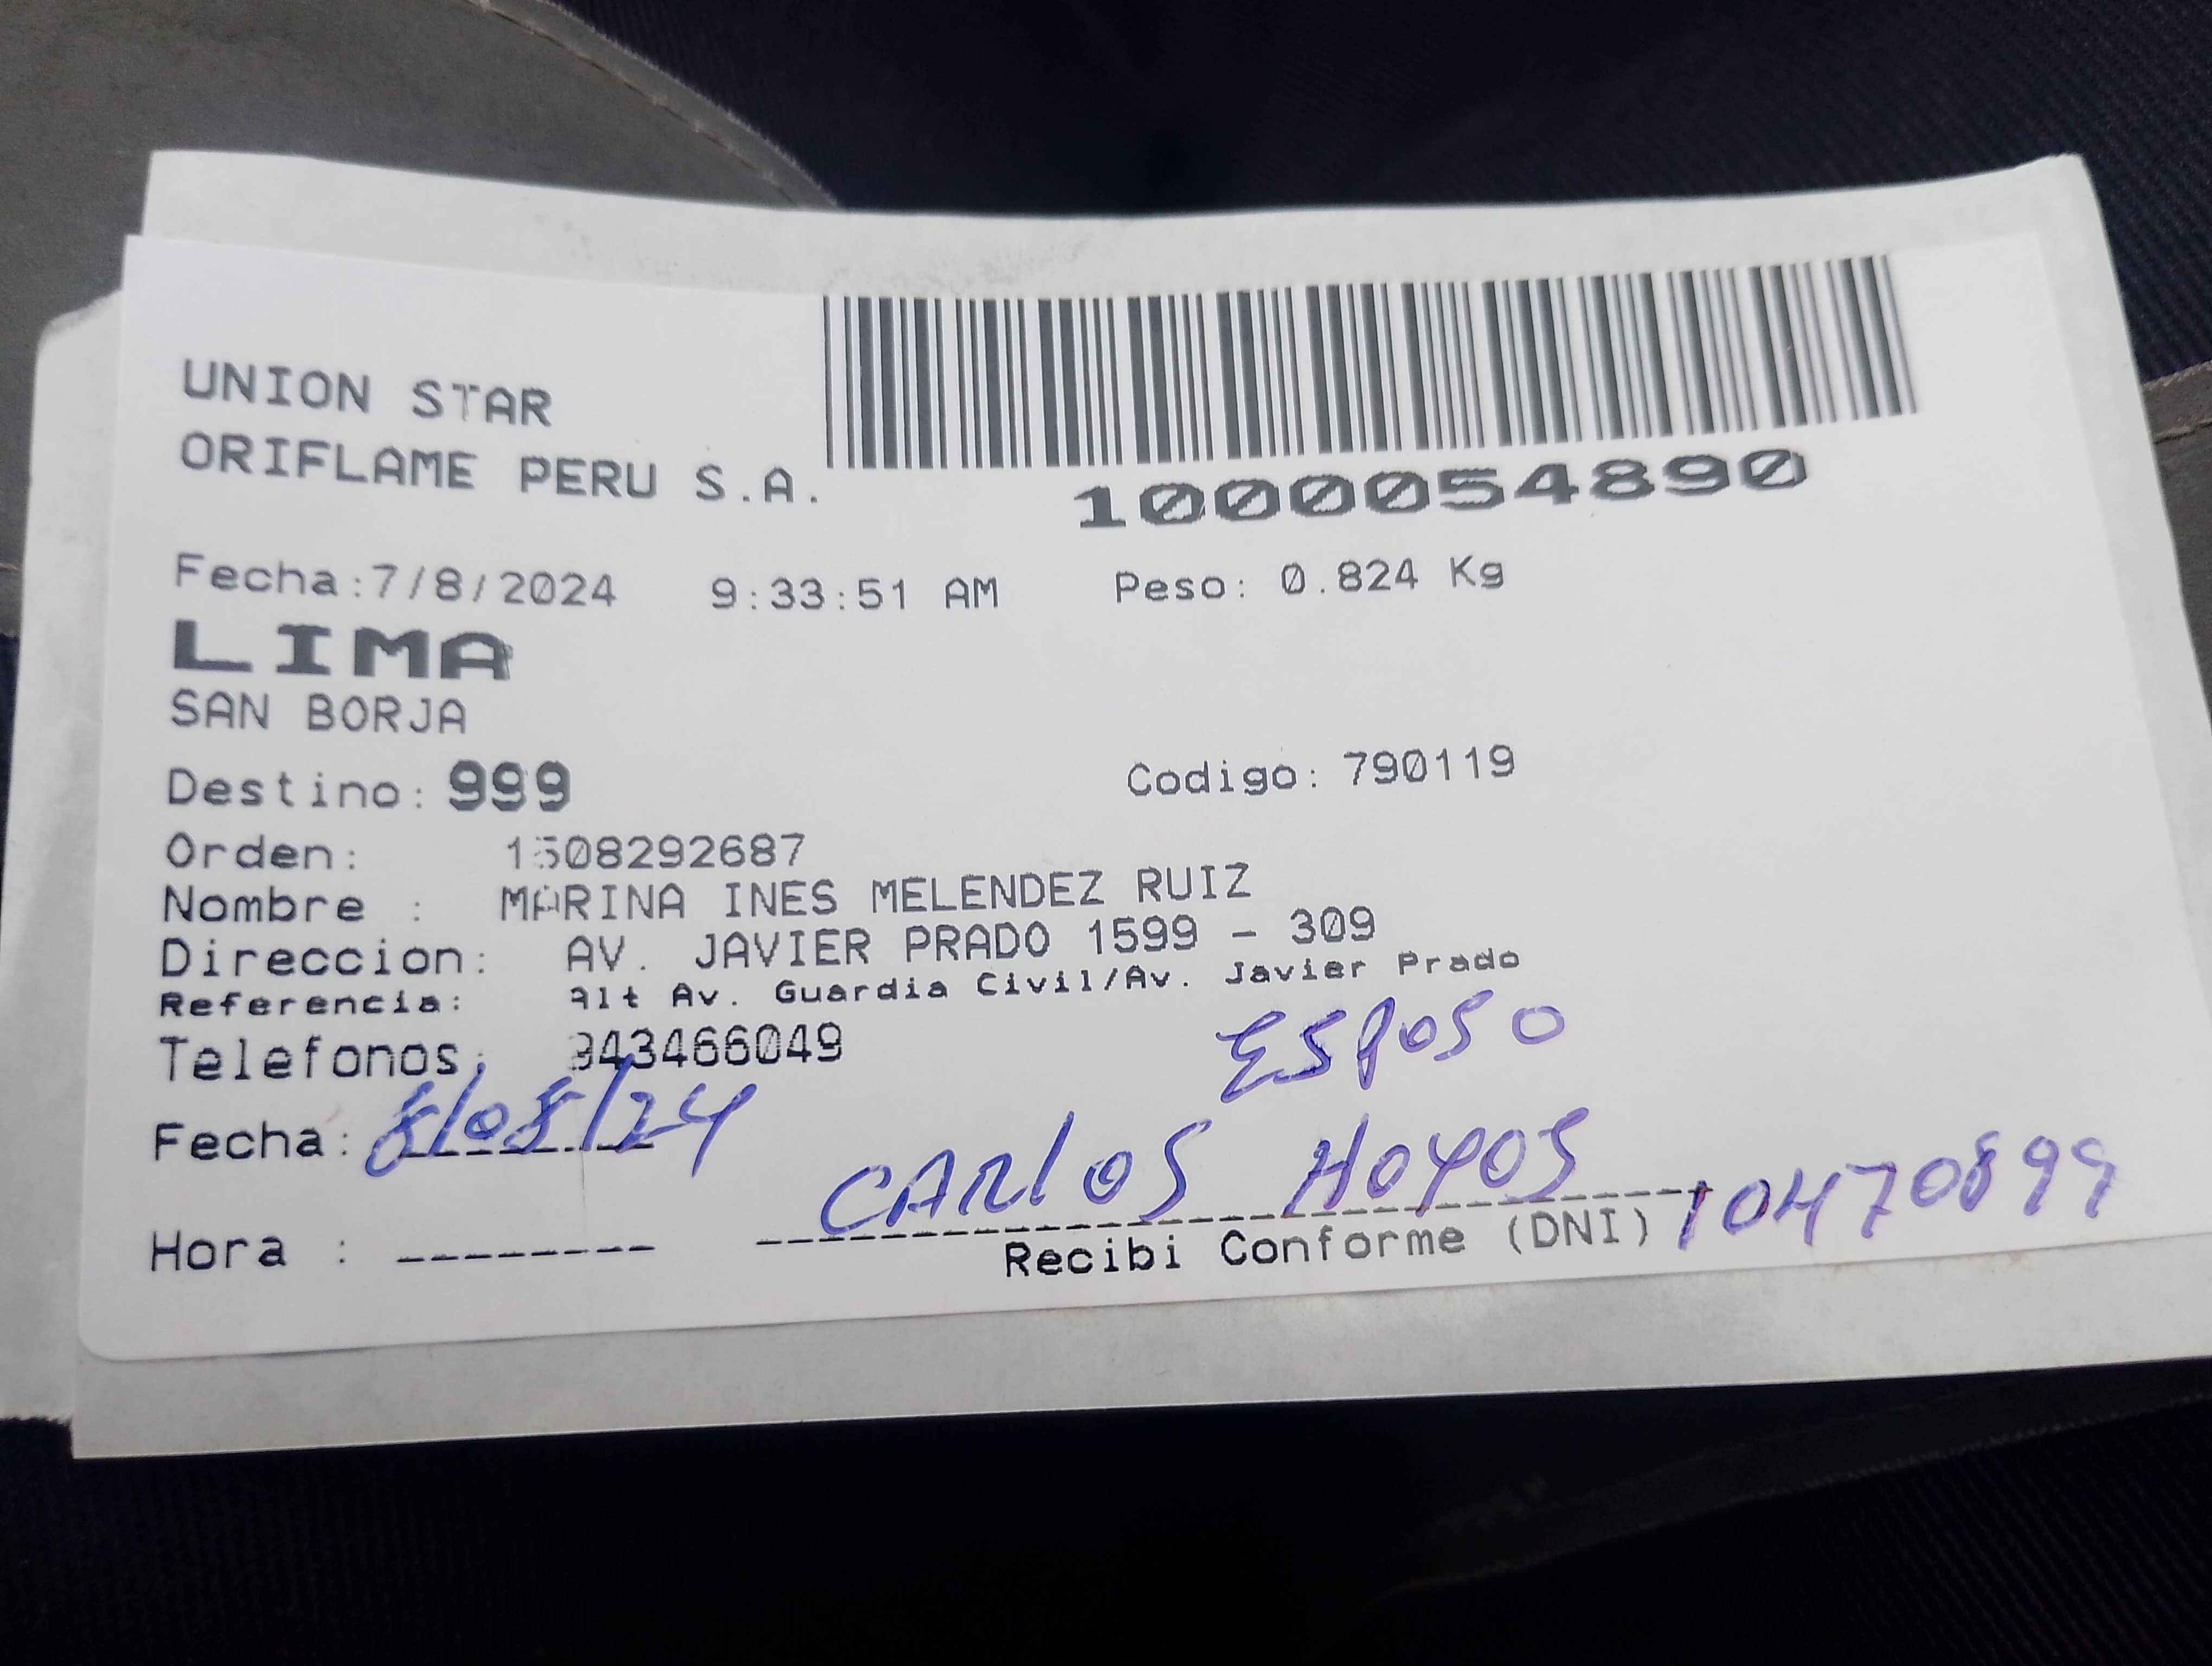 UNION STAR
ORIFLAME PERU S.A.
1000054890
Fecha:7/8/2024 9:33:51 AM Peso: 0.824 Kg
LIMA
SAN BORJA
Destino: 999 Codigo: 790119
Orden: 1508292687
Nombre : MARINA INES MELENDEZ RUIZ
Direccion: AV. JAVIER PRADO 1599 - 309
Referencia: Alt Av. Guardia Civil/Av. Javier Prado
Telefonos: 943466049
ESPOSO
Fecha: 8/08/24
CARLOS HOYOS 10470899
Hora :
Recibi Conforme (DNI)